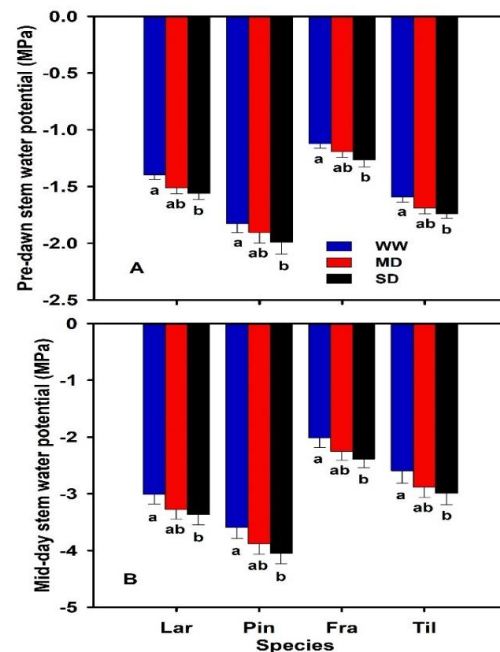 Pre-dawn stem water potential (MPa)
0.0
-0.5
-1.0
-1.5
-2.0
-2.5
a ab b
a ab b
a ab b
a ab b
A
WW
MD
SD
Mid-day stem water potential (MPa)
0
-1
-2
-3
-4
-5
a ab b
a ab b
a ab b
a ab b
B
Lar Pin Fra Til
Species